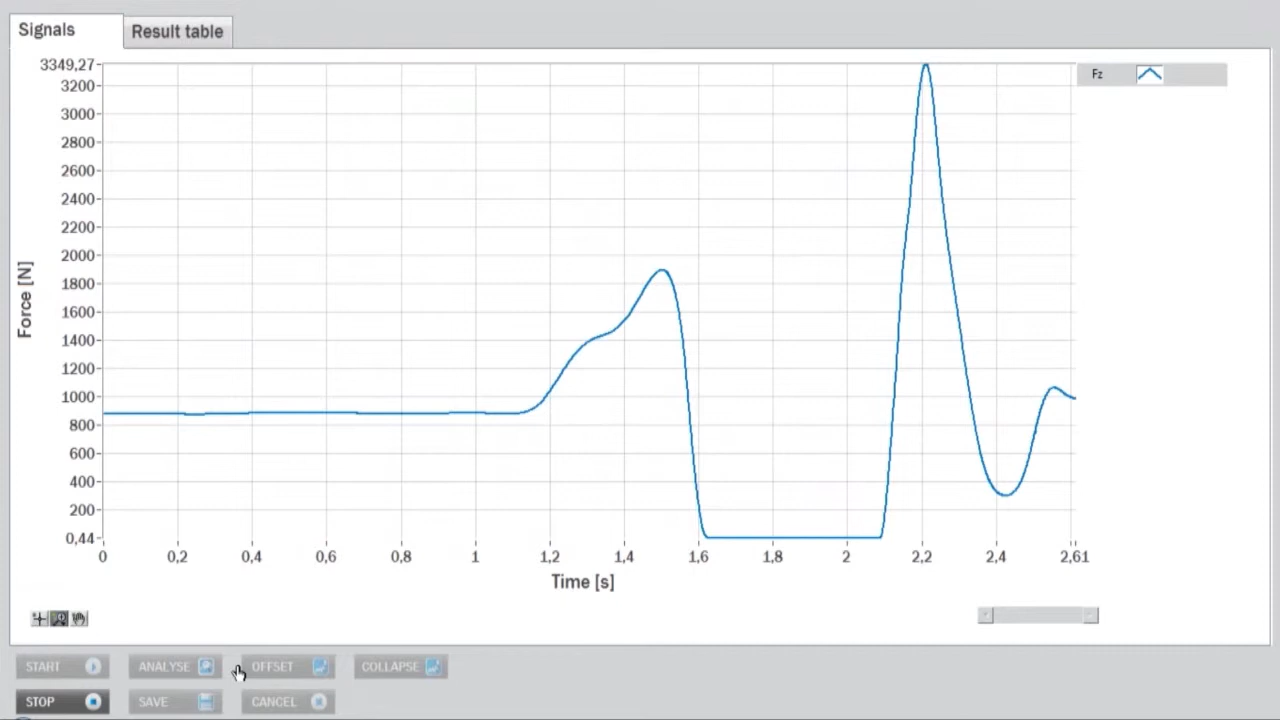 Signals Result table
3349,27
Fz
3200
3000
2800
2600
2400
2200
2000
1800
1600
1400
1200
1000
800
600
400
200
0,44
Force [N]
0 0,2 0,4 0,6 0,8 1 1,2 1,4 1,6 1,8 2 2,2 2,4 2,61
Time [s]
START ANALYSE OFFSET COLLAPSE
STOP SAVE CANCEL